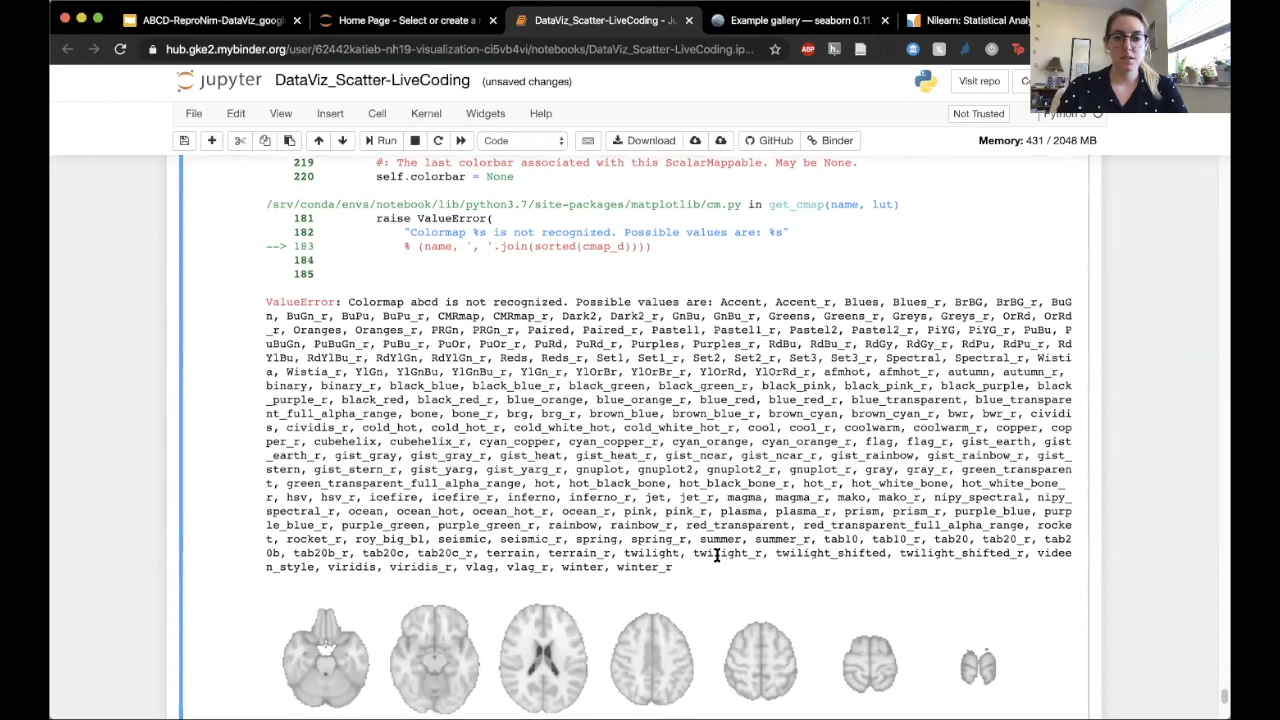 ABCD-ReproNim-DataViz_google
Home Page - Select or create a
DataViz_Scatter-LiveCoding - Ju
Example gallery — seaborn 0.11.
Nilearn: Statistical Analy
hub.gke2.mybinder.org/user/62442katieb-nh19-visualization-ci5vb4vi/notebooks/DataViz_Scatter-LiveCoding.ip...
ABP
jupyter DataViz_Scatter-LiveCoding (unsaved changes)
Visit repo
File Edit View Insert Cell Kernel Widgets Help
Not Trusted
Python 3
Run Code Download GitHub Binder Memory: 431 / 2048 MB
219 #: The last colorbar associated with this ScalarMappable. May be None.
220 self.colorbar = None
/srv/conda/envs/notebook/lib/python3.7/site-packages/matplotlib/cm.py in get_cmap(name, lut)
181 raise ValueError(
182 "Colormap %s is not recognized. Possible values are: %s"
--> 183 % (name, ', '.join(sorted(cmap_d))))
184
185
ValueError: Colormap abcd is not recognized. Possible values are: Accent, Accent_r, Blues, Blues_r, BrBG, BrBG_r, BuG
n, BuGn_r, BuPu, BuPu_r, CMRmap, CMRmap_r, Dark2, Dark2_r, GnBu, GnBu_r, Greens, Greens_r, Greys, Greys_r, OrRd, OrRd
_r, Oranges, Oranges_r, PRGn, PRGn_r, Paired, Paired_r, Pastel1, Pastel1_r, Pastel2, Pastel2_r, PiYG, PiYG_r, PuBu, P
uBuGn, PuBuGn_r, PuBu_r, PuOr, PuOr_r, PuRd, PuRd_r, Purples, Purples_r, RdBu, RdBu_r, RdGy, RdGy_r, RdPu, RdPu_r, Rd
YlBu, RdYlBu_r, RdYlGn, RdYlGn_r, Reds, Reds_r, Set1, Set1_r, Set2, Set2_r, Set3, Set3_r, Spectral, Spectral_r, Wisti
a, Wistia_r, YlGn, YlGnBu, YlGnBu_r, YlGn_r, YlOrBr, YlOrBr_r, YlOrRd, YlOrRd_r, afmhot, afmhot_r, autumn, autumn_r,
binary, binary_r, black_blue, black_blue_r, black_green, black_green_r, black_pink, black_pink_r, black_purple, black
_purple_r, black_red, black_red_r, blue_orange, blue_orange_r, blue_red, blue_red_r, blue_transparent, blue_transpare
nt_full_alpha_range, bone, bone_r, brg, brg_r, brown_blue, brown_blue_r, brown_cyan, brown_cyan_r, bwr, bwr_r, cividi
s, cividis_r, cold_hot, cold_hot_r, cold_white_hot, cold_white_hot_r, cool, cool_r, coolwarm, coolwarm_r, copper, cop
per_r, cubehelix, cubehelix_r, cyan_copper, cyan_copper_r, cyan_orange, cyan_orange_r, flag, flag_r, gist_earth, gist
_earth_r, gist_gray, gist_gray_r, gist_heat, gist_heat_r, gist_ncar, gist_ncar_r, gist_rainbow, gist_rainbow_r, gist_
stern, gist_stern_r, gist_yarg, gist_yarg_r, gnuplot, gnuplot2, gnuplot2_r, gnuplot_r, gray, gray_r, green_transparen
t, green_transparent_full_alpha_range, hot, hot_black_bone, hot_black_bone_r, hot_r, hot_white_bone, hot_white_bone_
r, hsv, hsv_r, icefire, icefire_r, inferno, inferno_r, jet, jet_r, magma, magma_r, mako, mako_r, nipy_spectral, nipy_
spectral_r, ocean, ocean_hot, ocean_hot_r, ocean_r, pink, pink_r, plasma, plasma_r, prism, prism_r, purple_blue, purp
le_blue_r, purple_green, purple_green_r, rainbow, rainbow_r, red_transparent, red_transparent_full_alpha_range, rocke
t, rocket_r, roy_big_bl, seismic, seismic_r, spring, spring_r, summer, summer_r, tab10, tab10_r, tab20, tab20_r, tab2
0b, tab20b_r, tab20c, tab20c_r, terrain, terrain_r, twilight, twilight_r, twilight_shifted, twilight_shifted_r, videe
n_style, viridis, viridis_r, vlag, vlag_r, winter, winter_r